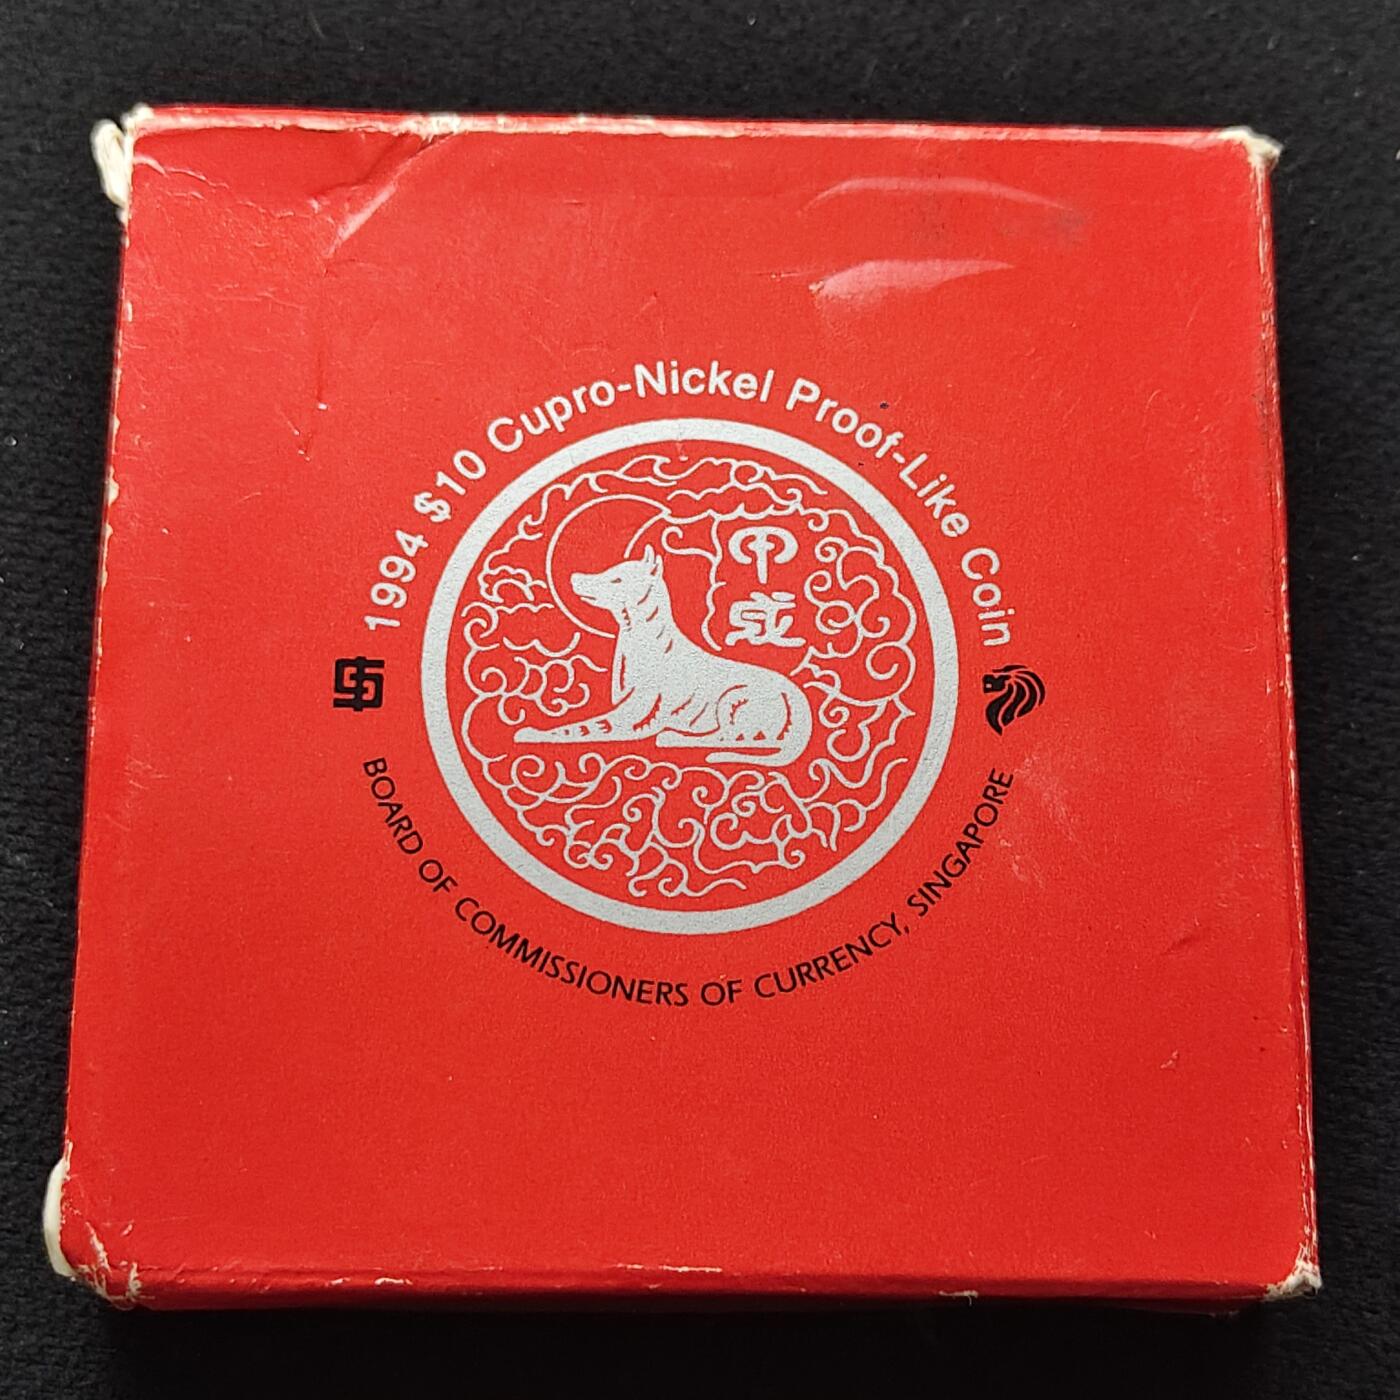 1994 $10 Cupro-Nickel Proof-Like Coin
甲
戌
BOARD OF COMMISSIONERS OF CURRENCY, SINGAPORE